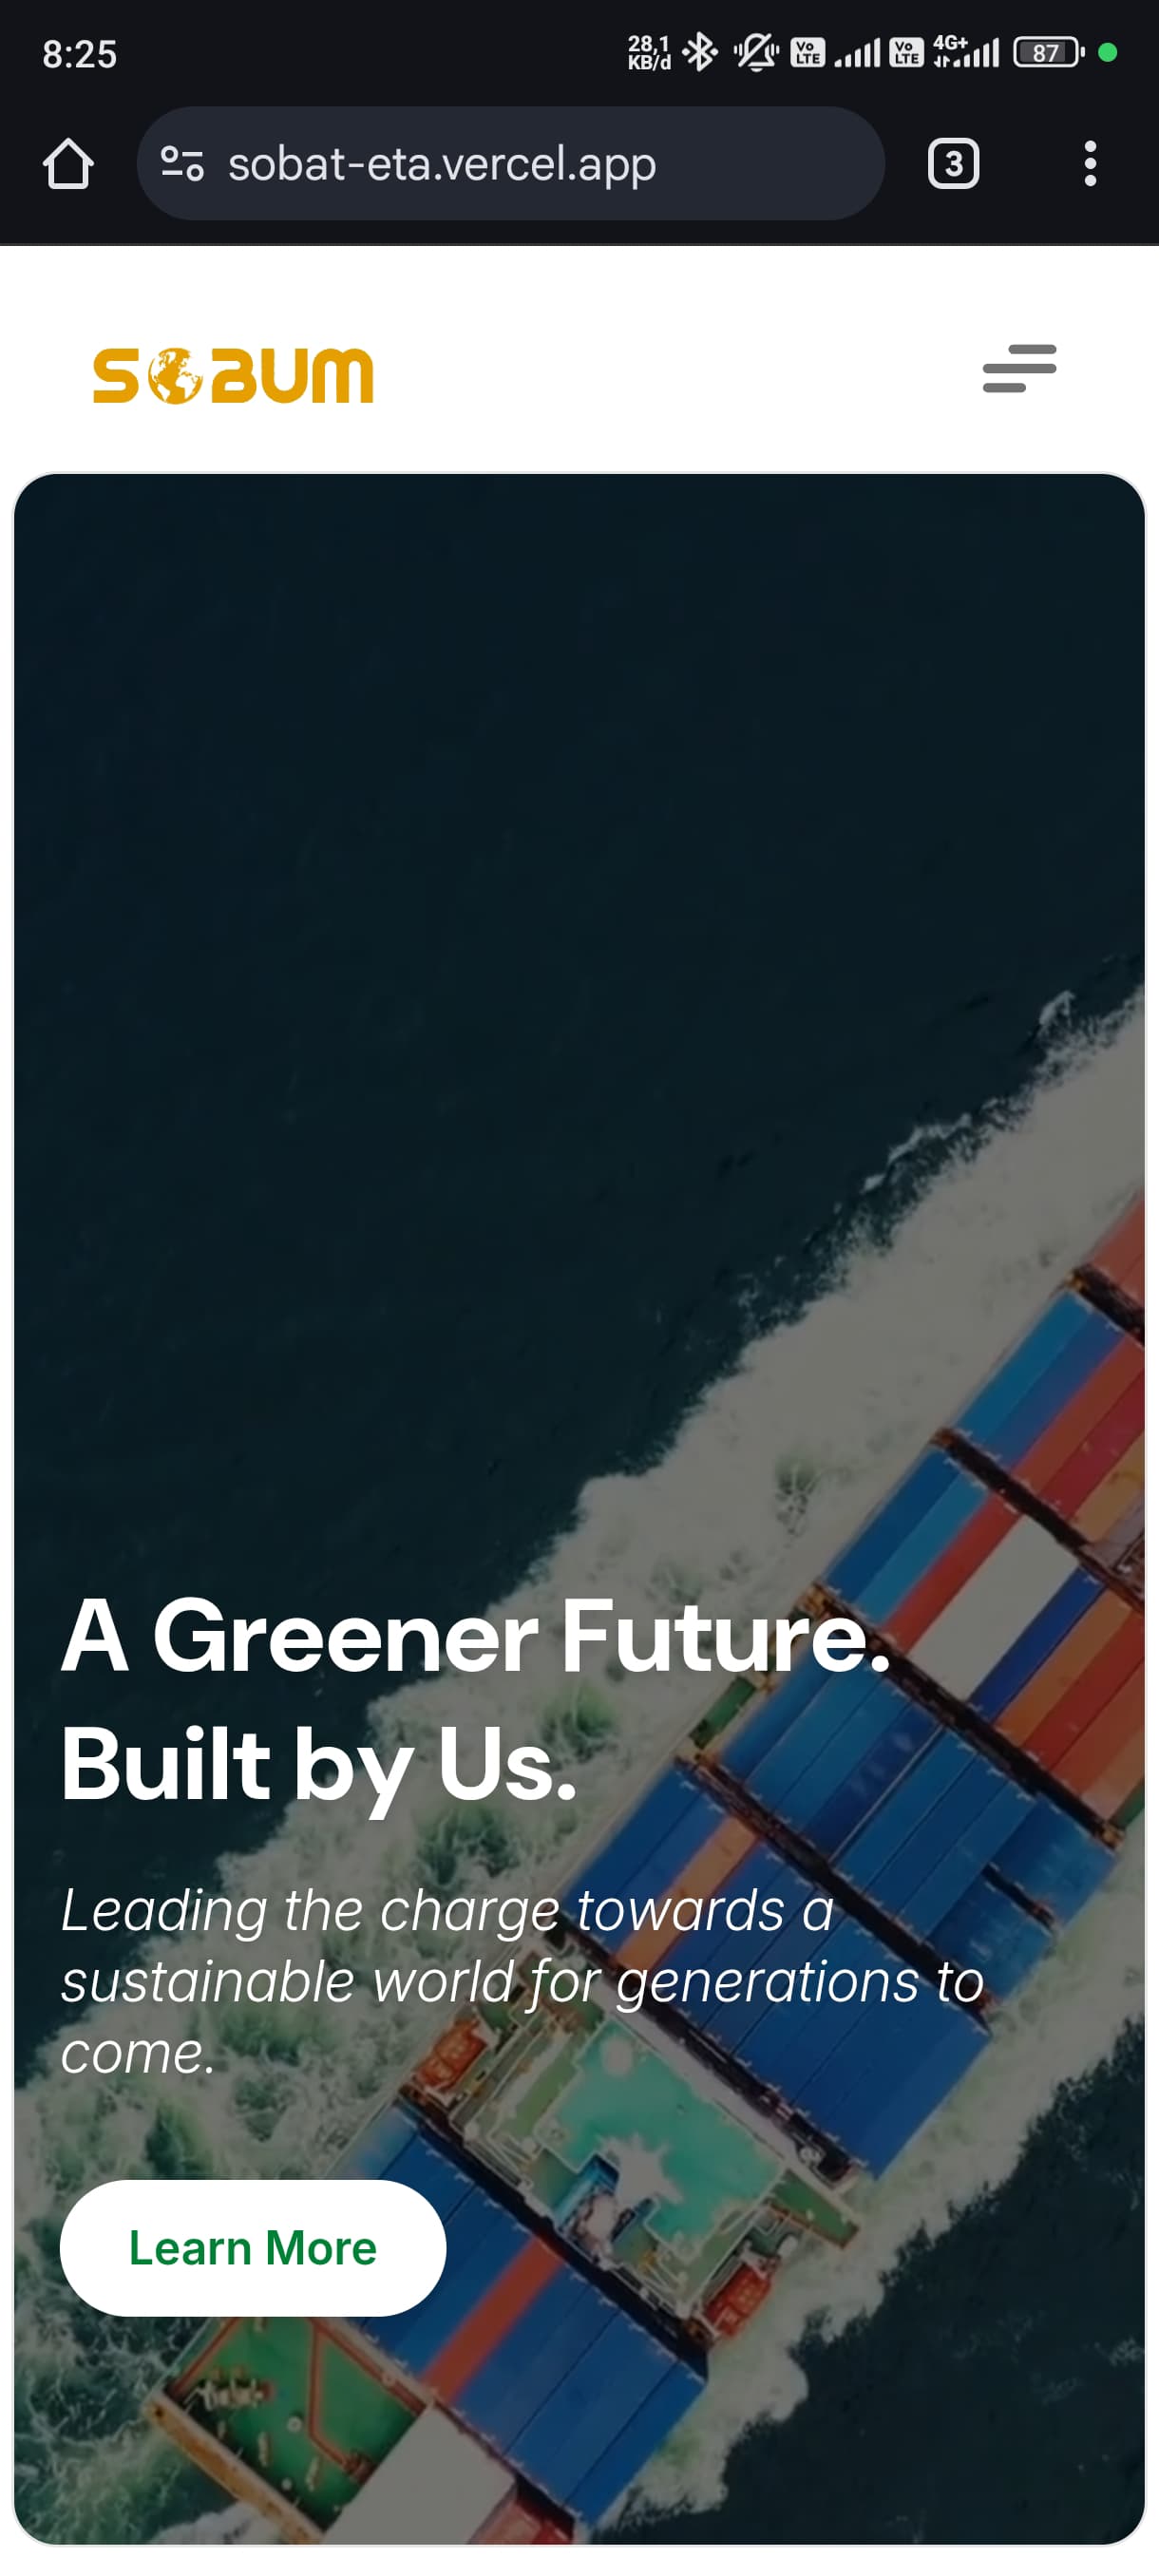 8:25
28,1
KB/d
Vo
LTE
Vo
LTE
4G+
87
sobat-eta.vercel.app
3
SOBUM
A Greener Future.
Built by Us.
Leading the charge towards a
sustainable world for generations to
come.
Learn More